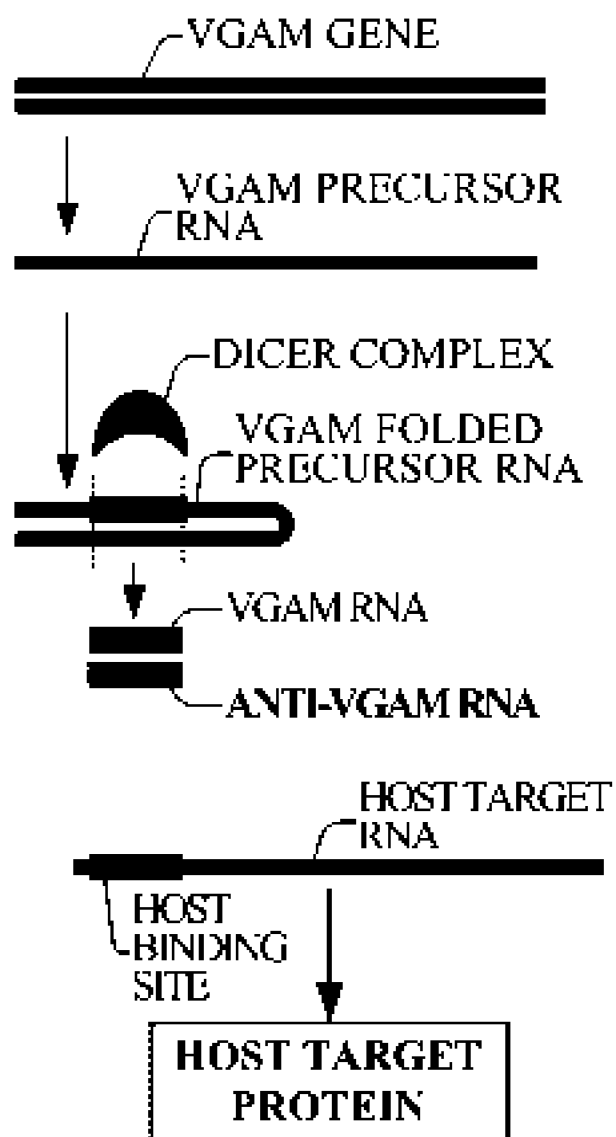 VGAM GENE
VGAM PRECURSOR
RNA
DICER COMPLEX
VGAM FOLDED
PRECURSOR RNA
VGAM RNA
ANTI-VGAM RNA
HOST TARGET
RNA
HOST
BINDING
SITE
HOST TARGET
PROTEIN